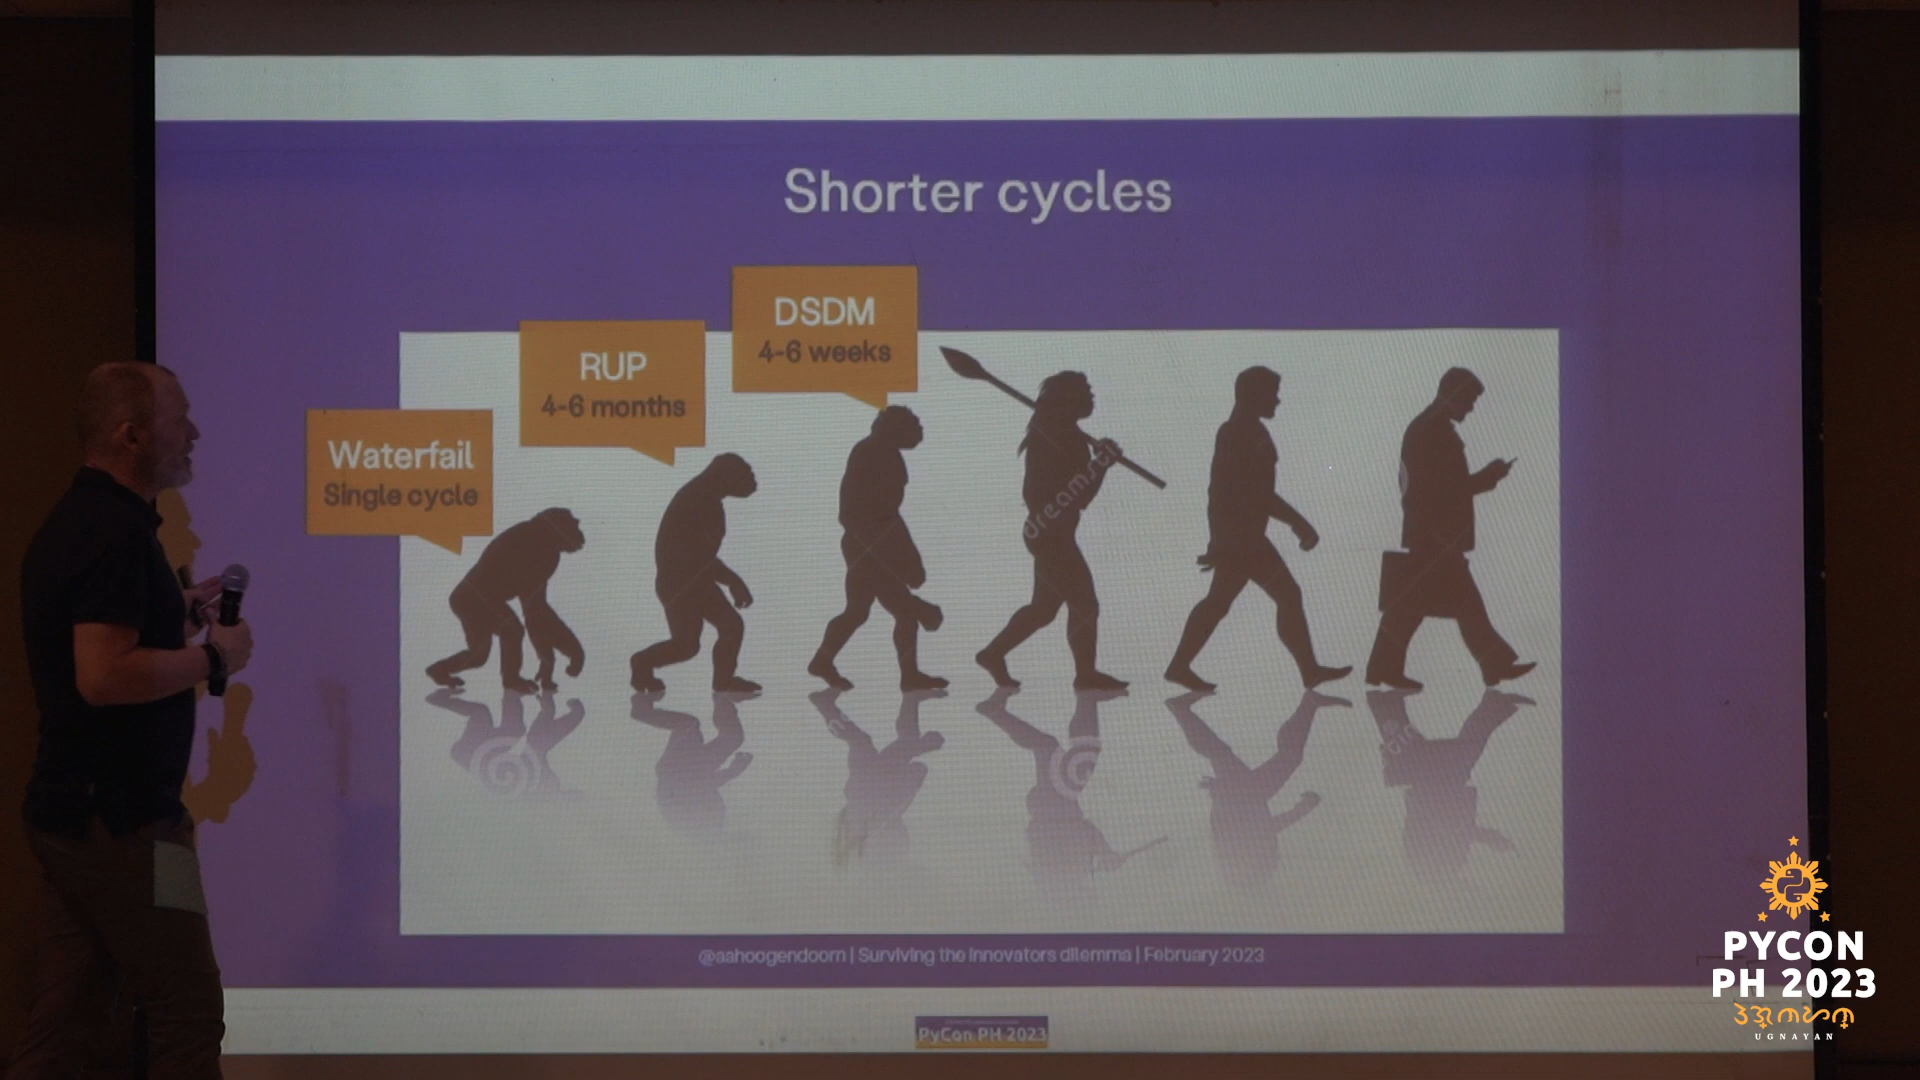 Shorter cycles
DSDM
4-6 weeks
RUP
4-6 months
Waterfail
Single cycle
dreamstime
@aahoogendoorn | Surviving the innovators dilemma | February 2023
PyCon PH 2023
PYCON
PH 2023
UGNAYAN